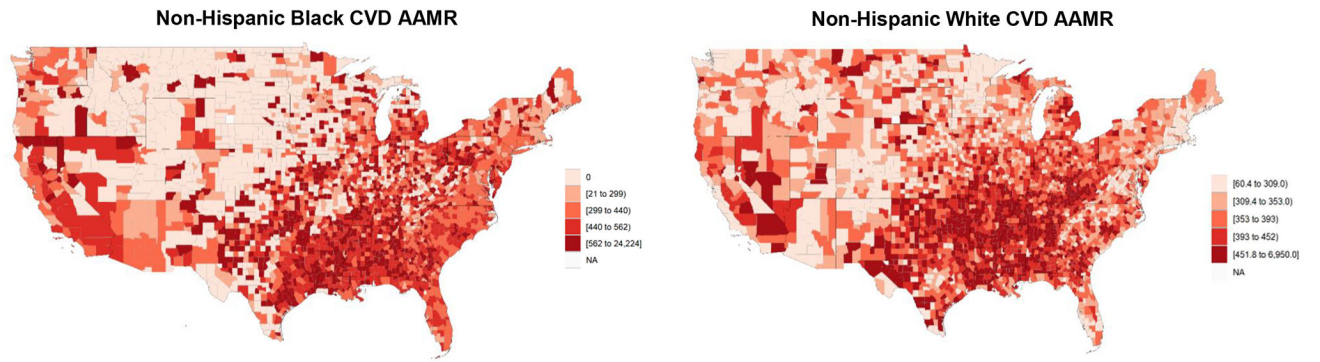 Non-Hispanic Black CVD AAMR
0
[21 to 299)
[299 to 440)
[440 to 562)
[562 to 24,224]
NA
Non-Hispanic White CVD AAMR
[60.4 to 309.0)
[309.4 to 353.0)
[353 to 393)
[393 to 452)
[451.8 to 6,950.0]
NA